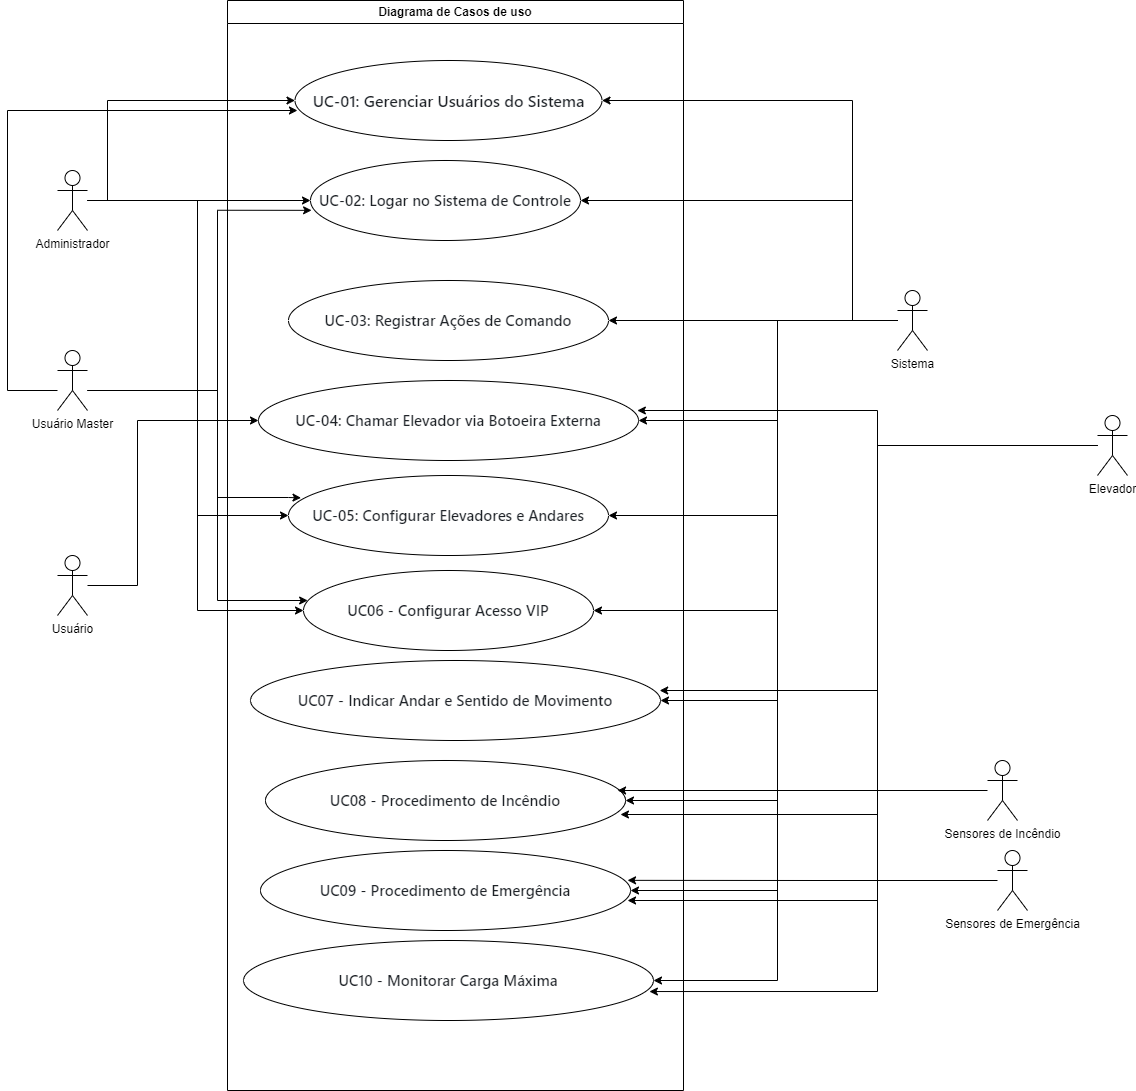 Diagrama de Casos de uso
UC-01: Gerenciar Usuários do Sistema
UC-02: Logar no Sistema de Controle
Administrador
UC-03: Registrar Ações de Comando
Sistema
Usuário Master
UC-04: Chamar Elevador via Botoeira Externa
Elevador
UC-05: Configurar Elevadores e Andares
UC06 - Configurar Acesso VIP
Usuário
UC07 - Indicar Andar e Sentido de Movimento
UC08 - Procedimento de Incêndio
Sensores de Incêndio
UC09 - Procedimento de Emergência
Sensores de Emergência
UC10 - Monitorar Carga Máxima